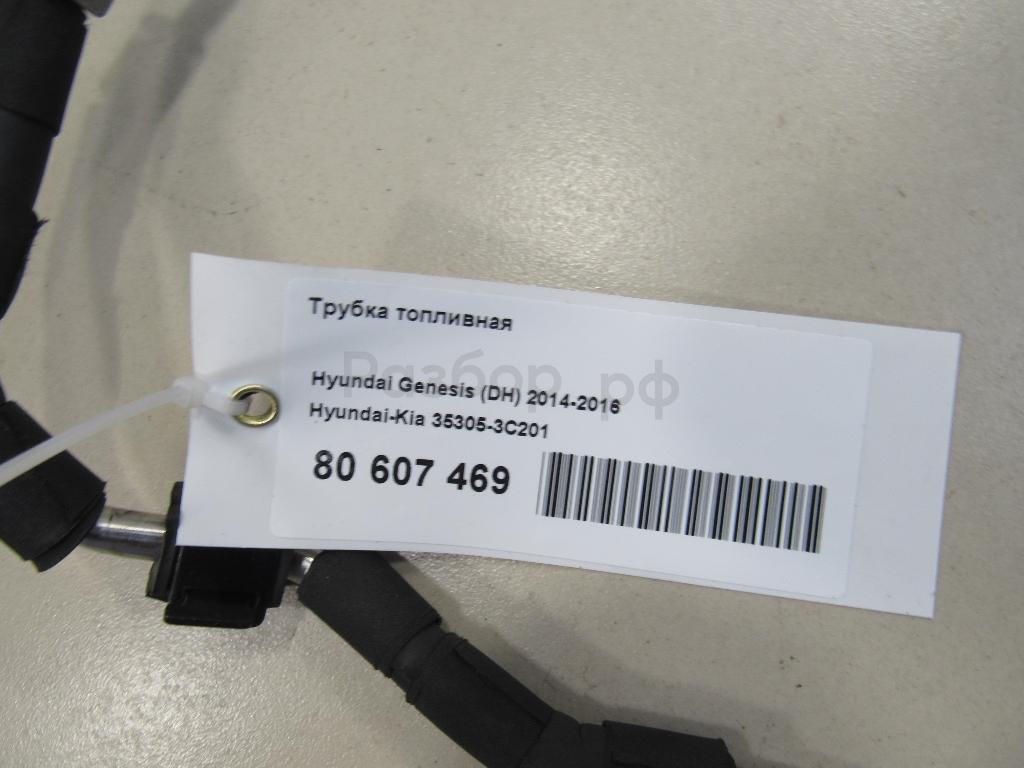 Трубка топливная
Разбор.рф
Hyundai Genesis (DH) 2014-2016
Hyundai-Kia 35305-3C201
80 607 469